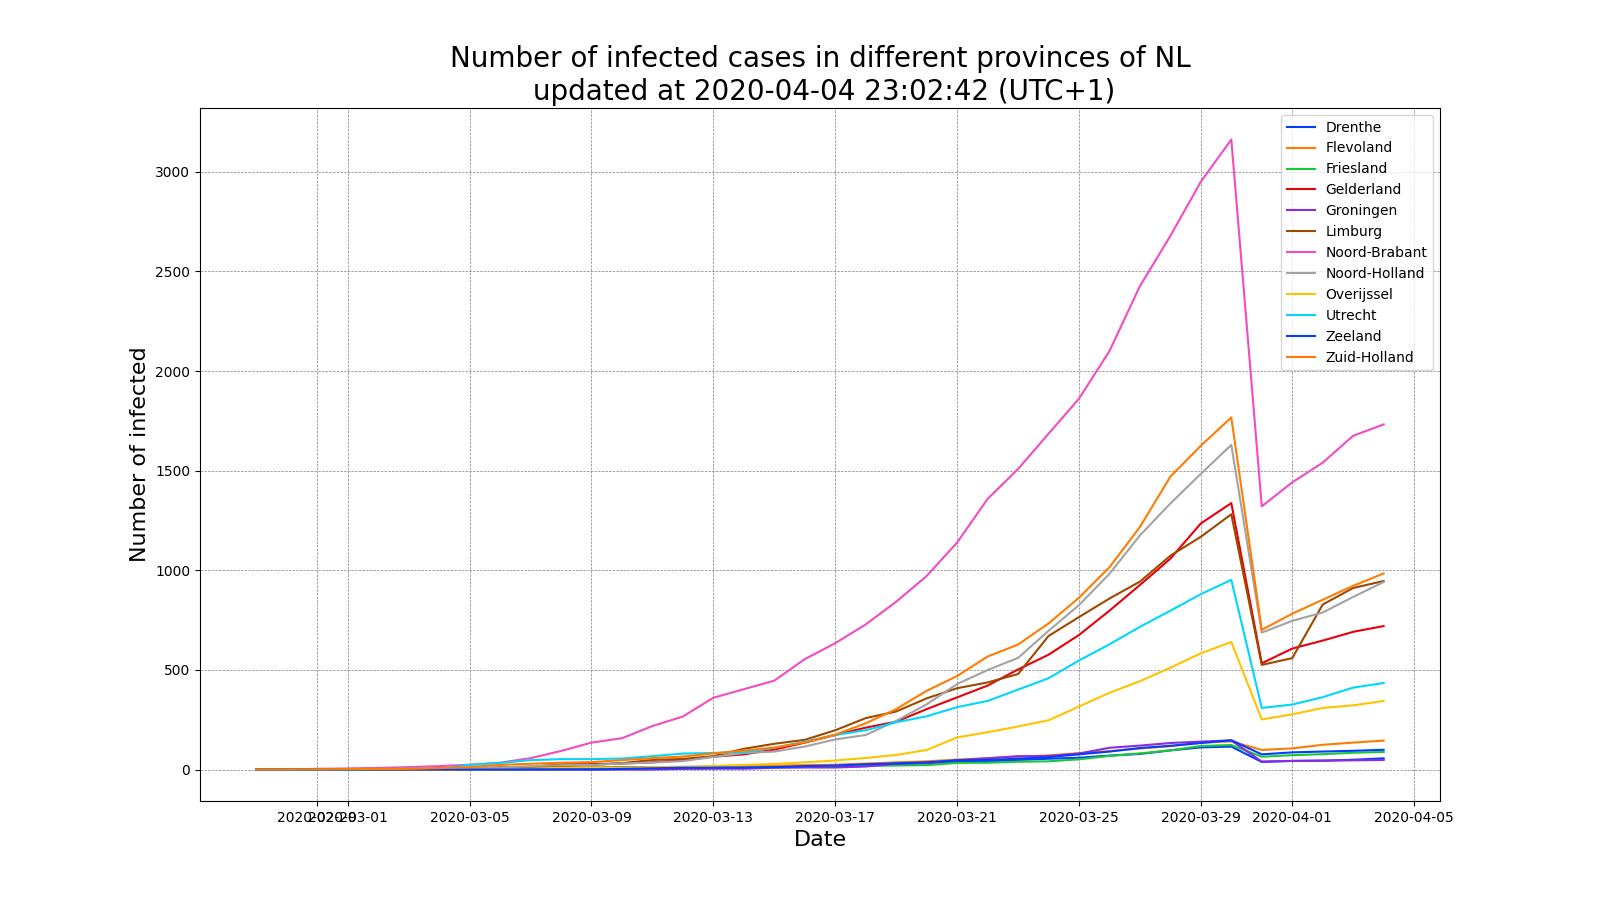 Number of infected cases in different provinces of NL
updated at 2020-04-04 23:02:42 (UTC+1)
Drenthe
Flevoland
Friesland
Gelderland
Groningen
Limburg
Noord-Brabant
Noord-Holland
Overijssel
Utrecht
Zeeland
Zuid-Holland
3000
2500
2000
1500
1000
500
0
Number of infected
2020-02-29 2020-03-01 2020-03-05 2020-03-09 2020-03-13 2020-03-17 2020-03-21 2020-03-25 2020-03-29 2020-04-01 2020-04-05
Date